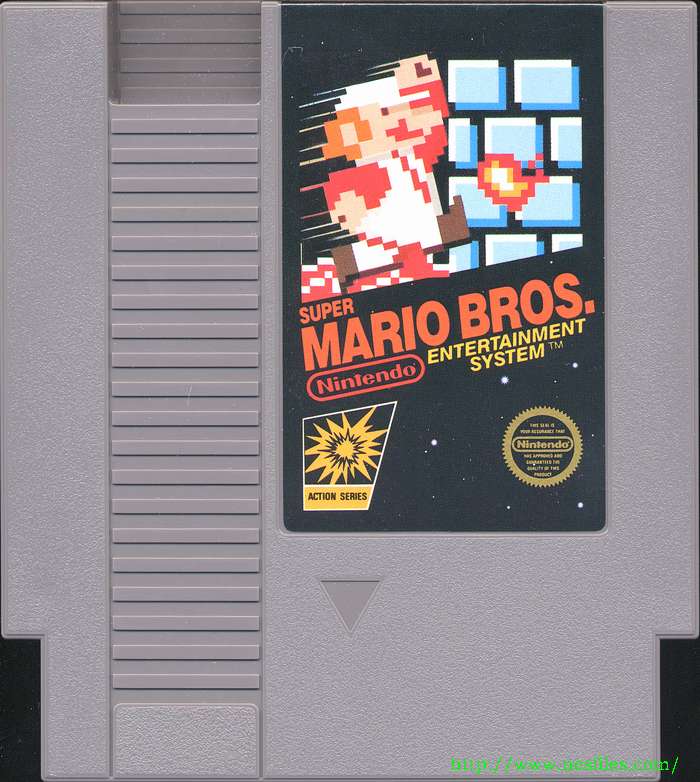 SUPER
MARIO BROS.
Nintendo®
ENTERTAINMENT
SYSTEM™
ACTION SERIES
THIS SEAL IS
YOUR ASSURANCE THAT
Nintendo®
HAS APPROVED AND
GUARANTEED THE
QUALITY OF THIS
PRODUCT
http://www.nesfiles.com/